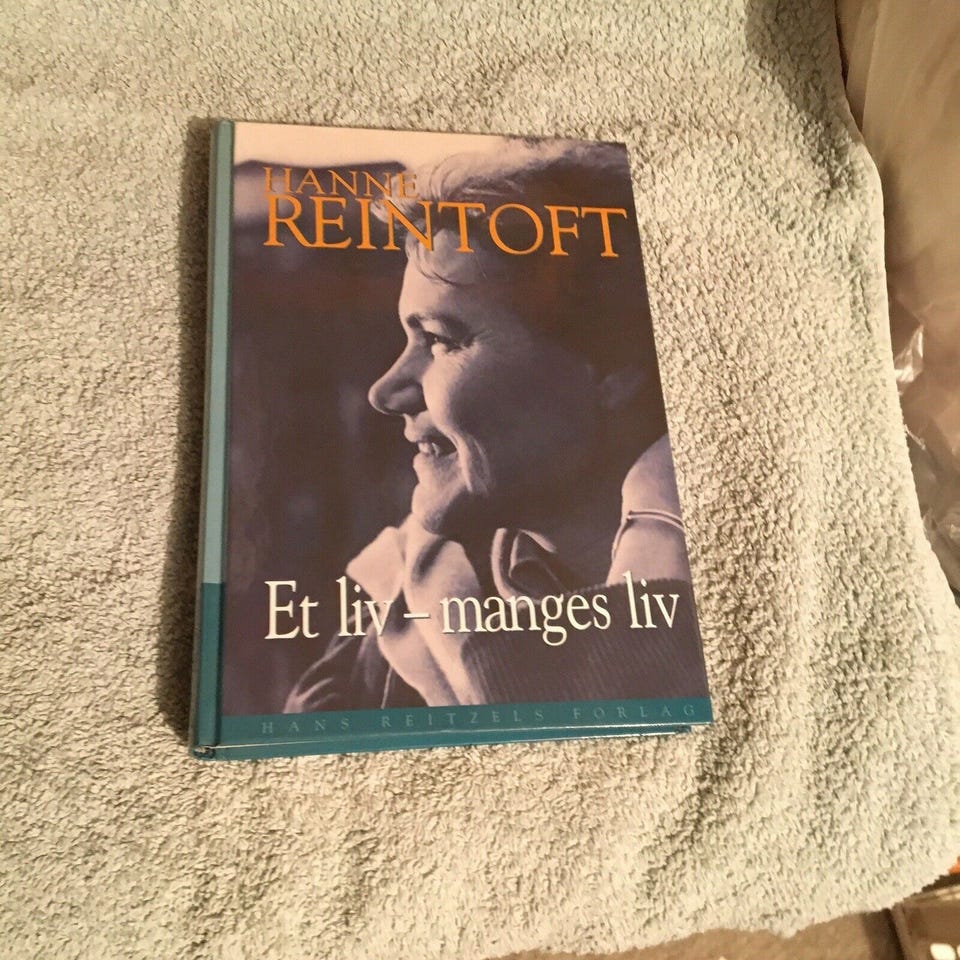 HANNE
REINTOFT
Et liv – manges liv
HANS REITZELS FORLAG